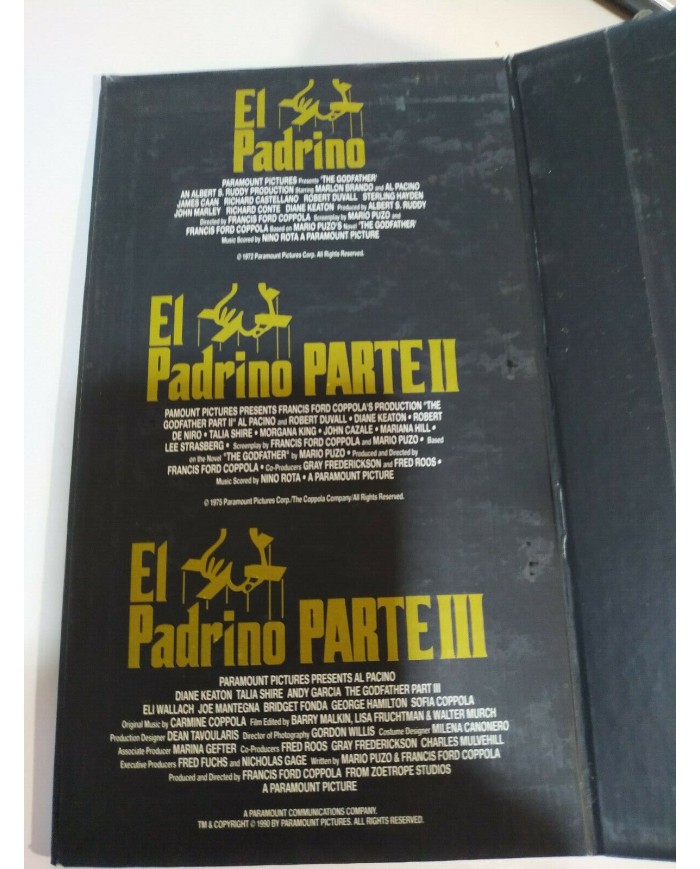 El
Padrino
PARAMOUNT PICTURES Presents 'THE GODFATHER'
AN ALBERT S. RUDDY PRODUCTION Starring MARLON BRANDO and AL PACINO
JAMES CAAN RICHARD CASTELLANO ROBERT DUVALL STERLING HAYDEN
JOHN MARLEY RICHARD CONTE DIANE KEATON Produced by ALBERT S. RUDDY
Directed by FRANCIS FORD COPPOLA Screenplay by MARIO PUZO and
FRANCIS FORD COPPOLA Based on MARIO PUZO'S Novel 'THE GODFATHER'
Music Scored by NINO ROTA A PARAMOUNT PICTURE
© 1972 Paramount Pictures Corp. All Rights Reserved.
El
Padrino PARTE II
PAMOUNT PICTURES PRESENTS FRANCIS FORD COPPOLA'S PRODUCTION "THE
GODFATHER PART II" AL PACINO and ROBERT DUVALL • DIANE KEATON • ROBERT
DE NIRO • TALIA SHIRE • MORGANA KING • JOHN CAZALE • MARIANA HILL •
LEE STRASBERG • Screenplay by FRANCIS FORD COPPOLA and MARIO PUZO • Based
on the Novel "THE GODFATHER" by MARIO PUZO • Produced and Directed by
FRANCIS FORD COPPOLA • Co-Producers GRAY FREDERICKSON and FRED ROOS •
Music Scored by NINO ROTA • A PARAMOUNT PICTURE
© 1975 Paramount Pictures Corp./The Coppola Company/All Rights Reserved.
El
Padrino PARTE III
PARAMOUNT PICTURES PRESENTS AL PACINO
DIANE KEATON TALIA SHIRE ANDY GARCIA THE GODFATHER PART III
ELI WALLACH JOE MANTEGNA BRIDGET FONDA GEORGE HAMILTON SOFIA COPPOLA
Original Music by CARMINE COPPOLA Film Edited by BARRY MALKIN, LISA FRUCHTMAN & WALTER MURCH
Production Designer DEAN TAVOULARIS Director of Photography GORDON WILLIS Costume Designer MILENA CANONERO
Associate Producer MARINA GEFTER Co-Producers FRED ROOS GRAY FREDERICKSON CHARLES MULVEHILL
Executive Producers FRED FUCHS and NICHOLAS GAGE Written by MARIO PUZO & FRANCIS FORD COPPOLA
Produced and Directed by FRANCIS FORD COPPOLA FROM ZOETROPE STUDIOS
A PARAMOUNT PICTURE
A PARAMOUNT COMMUNICATIONS COMPANY.
TM & COPYRIGHT © 1990 BY PARAMOUNT PICTURES. ALL RIGHTS RESERVED.